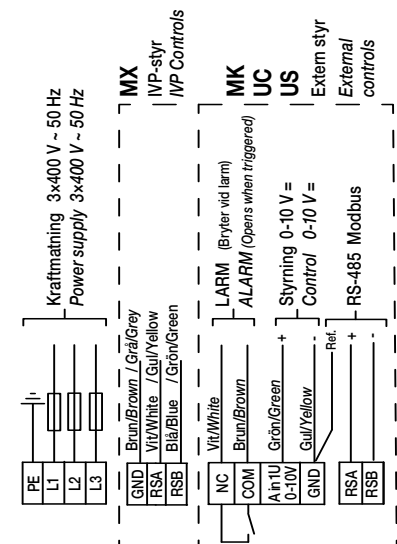 PE
L1
L2
L3
Kraftmatning 3×400 V ~ 50 Hz
Power supply 3×400 V ~ 50 Hz
GND
RSA
RSB
Brun/Brown / Grå/Grey
Vit/White / Gul/Yellow
Blå/Blue / Grön/Green
MX
IVP-styr
IVP Controls
NC
COM
Ain1U
0-10V
GND
Vit/White
Brun/Brown
Grön/Green
Gul/Yellow
+
-
Ref.
LARM (Bryter vid larm)
ALARM (Opens when triggered)
Styrning 0-10 V =
Control 0-10 V =
RSA
RSB
+
-
RS-485 Modbus
MK
UC
US
Extern styr
External
controls